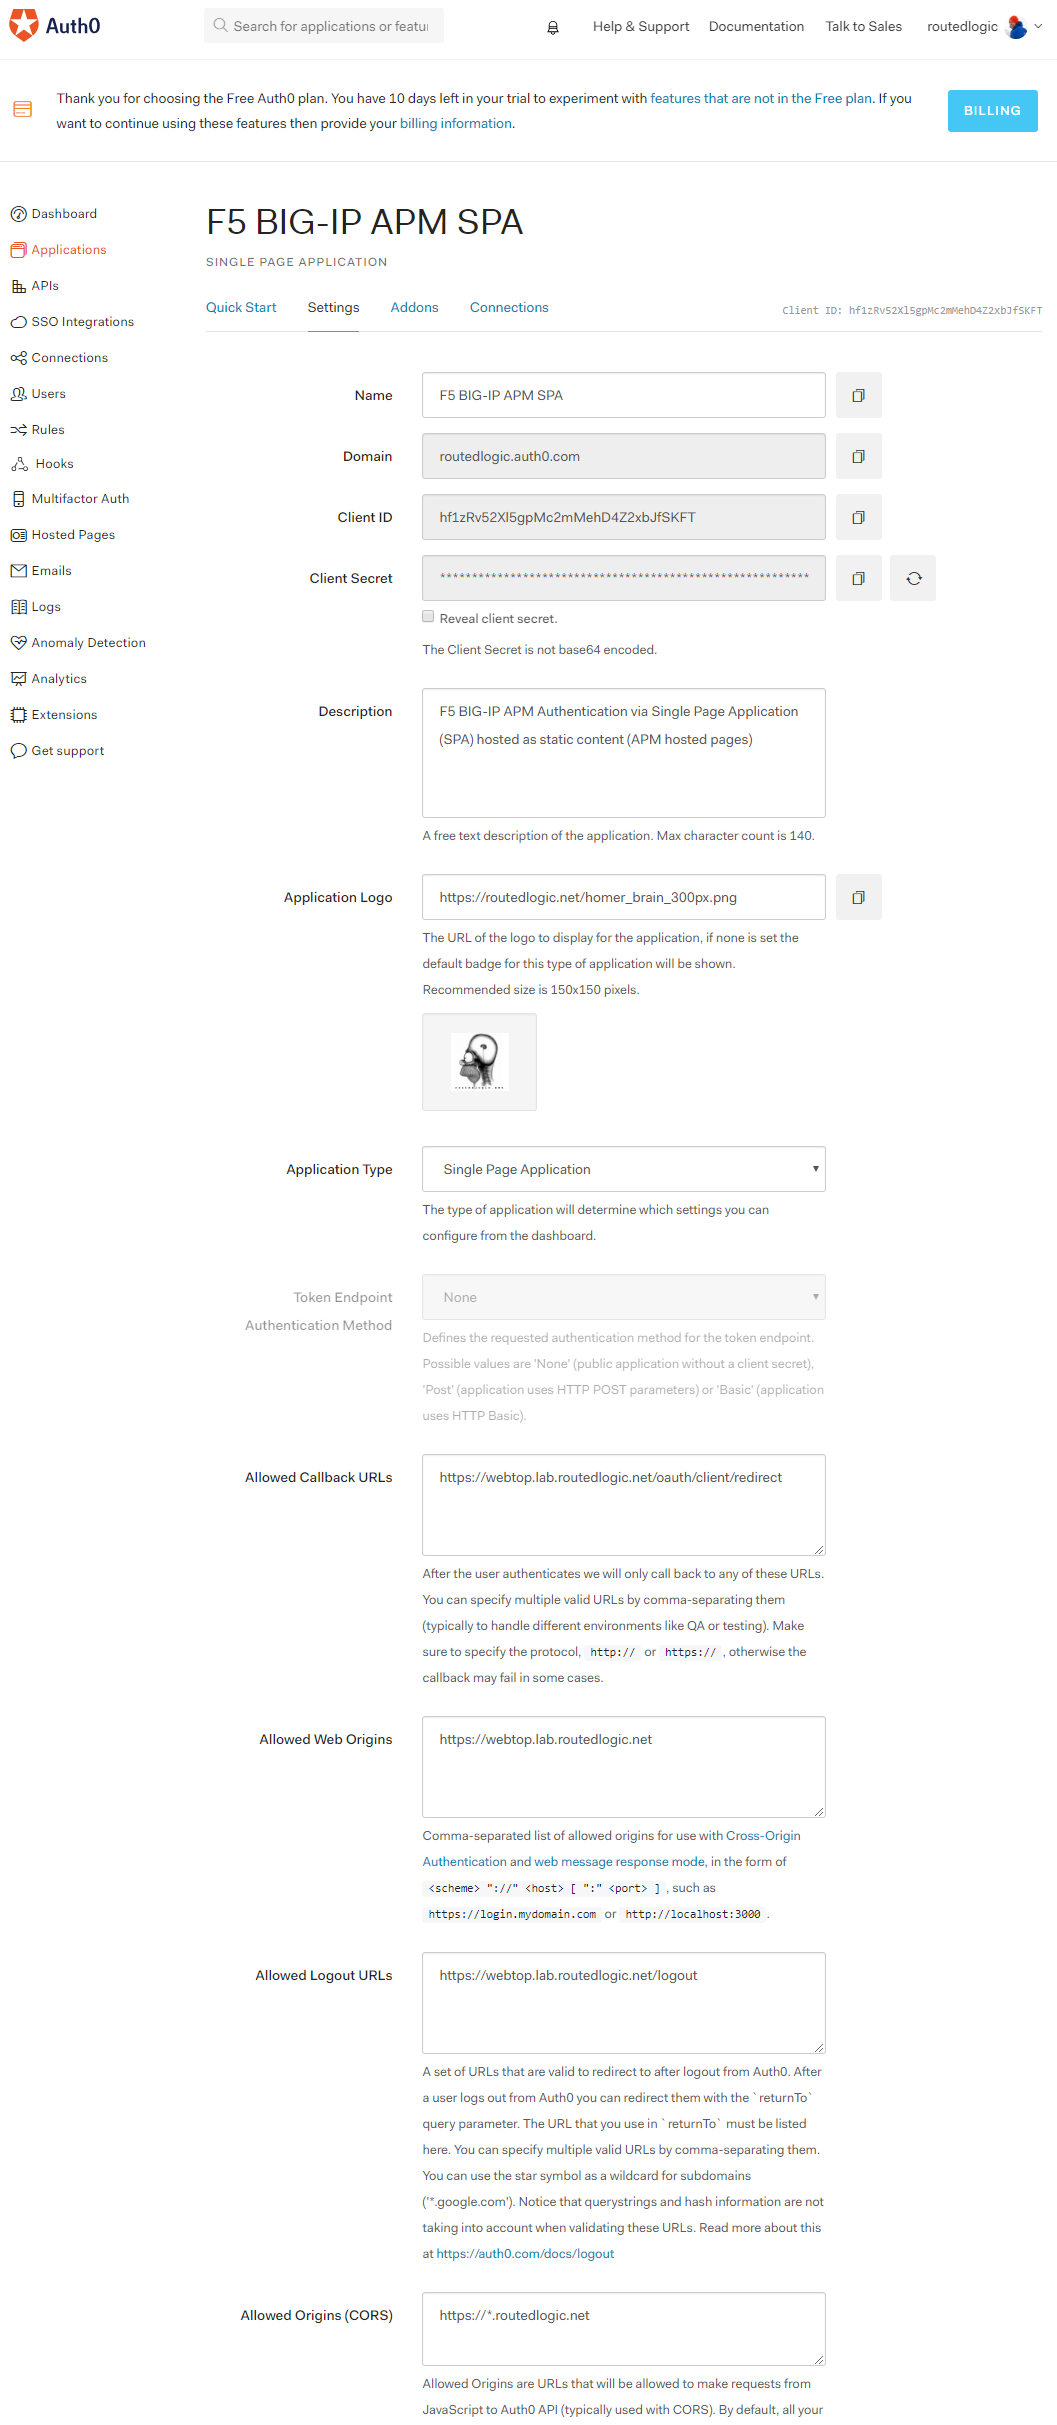 Auth0
Search for applications or featu
Help & Support
Documentation
Talk to Sales
routedlogic
Thank you for choosing the Free Auth0 plan. You have 10 days left in your trial to experiment with features that are not in the Free plan. If you
want to continue using these features then provide your billing information.
BILLING
Dashboard
Applications
APIs
SSO Integrations
Connections
Users
Rules
Hooks
Multifactor Auth
Hosted Pages
Emails
Logs
Anomaly Detection
Analytics
Extensions
Get support
F5 BIG-IP APM SPA
SINGLE PAGE APPLICATION
Quick Start
Settings
Addons
Connections
Client ID: hf1zRv52Xl5gpMc2mMehD4Z2xbJfSKFT
Name
F5 BIG-IP APM SPA
Domain
routedlogic.auth0.com
Client ID
hf1zRv52Xl5gpMc2mMehD4Z2xbJfSKFT
Client Secret
****************************************************************
Reveal client secret.
The Client Secret is not base64 encoded.
Description
F5 BIG-IP APM Authentication via Single Page Application
(SPA) hosted as static content (APM hosted pages)
A free text description of the application. Max character count is 140.
Application Logo
https://routedlogic.net/homer_brain_300px.png
The URL of the logo to display for the application, if none is set the
default badge for this type of application will be shown.
Recommended size is 150x150 pixels.
Application Type
Single Page Application
The type of application will determine which settings you can
configure from the dashboard.
Token Endpoint
Authentication Method
None
Defines the requested authentication method for the token endpoint.
Possible values are 'None' (public application without a client secret),
'Post' (application uses HTTP POST parameters) or 'Basic' (application
uses HTTP Basic).
Allowed Callback URLs
https://webtop.lab.routedlogic.net/oauth/client/redirect
After the user authenticates we will only call back to any of these URLs.
You can specify multiple valid URLs by comma-separating them
(typically to handle different environments like QA or testing). Make
sure to specify the protocol, http:// or https://, otherwise the
callback may fail in some cases.
Allowed Web Origins
https://webtop.lab.routedlogic.net
Comma-separated list of allowed origins for use with Cross-Origin
Authentication and web message response mode, in the form of
<scheme> "://" <host> [ ":" <port> ], such as
https://login.mydomain.com or http://localhost:3000.
Allowed Logout URLs
https://webtop.lab.routedlogic.net/logout
A set of URLs that are valid to redirect to after logout from Auth0. After
a user logs out from Auth0 you can redirect them with the `returnTo`
query parameter. The URL that you use in `returnTo` must be listed
here. You can specify multiple valid URLs by comma-separating them.
You can use the star symbol as a wildcard for subdomains
('*.google.com'). Notice that querystrings and hash information are not
taking into account when validating these URLs. Read more about this
at https://auth0.com/docs/logout
Allowed Origins (CORS)
https://*.routedlogic.net
Allowed Origins are URLs that will be allowed to make requests from
JavaScript to Auth0 API (typically used with CORS). By default, all your